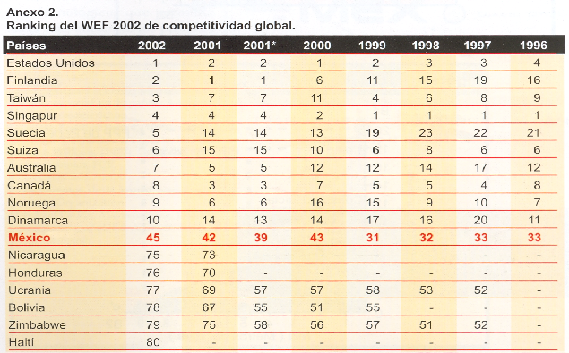 Anexo 2.
Ranking del WEF 2002 de competitividad global.
Países 2002 2001 2001* 2000 1999 1998 1997 1996
Estados Unidos 1 2 2 1 2 3 3 4
Finlandia 2 1 1 6 11 15 19 16
Taiwán 3 7 7 11 4 6 8 9
Singapur 4 4 4 2 1 1 1 1
Suecia 5 14 14 13 19 23 22 21
Suiza 6 15 15 10 6 8 6 6
Australia 7 5 5 12 12 14 17 12
Canadá 8 3 3 7 5 5 4 8
Noruega 9 6 6 16 15 9 10 7
Dinamarca 10 14 13 14 17 16 20 11
México 45 42 39 43 31 32 33 33
Nicaragua 75 73
Honduras 76 70 - - - - - -
Ucrania 77 69 57 57 58 53 52 -
Bolivia 78 67 55 51 55 - - -
Zimbabwe 79 75 58 56 57 51 52 -
Haití 80 - - - - - - -